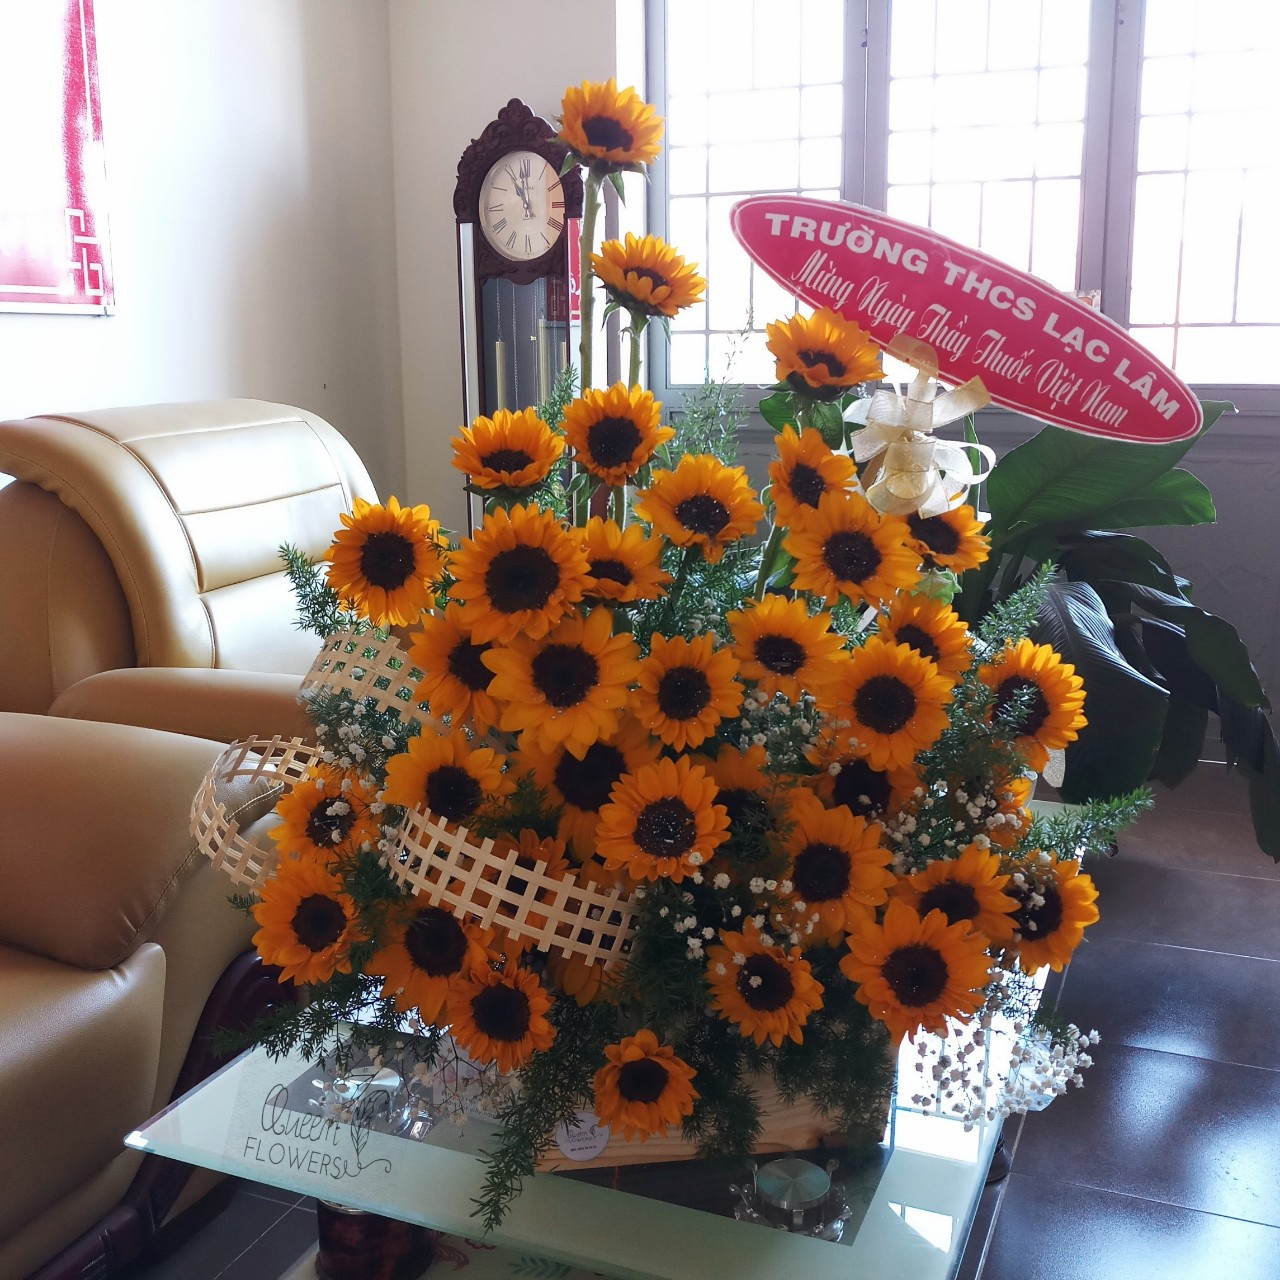 TRƯỜNG THCS LẠC LÂM
Mừng Ngày Thầy Thuốc Việt Nam
Queen
FLOWERS